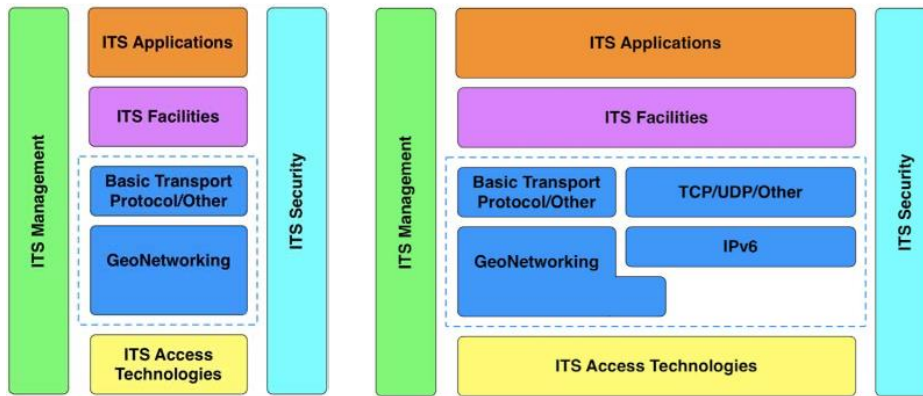 ITS Management
ITS Applications
ITS Facilities
Basic Transport
Protocol/Other
GeoNetworking
ITS Access
Technologies
ITS Security
ITS Management
ITS Applications
ITS Facilities
Basic Transport
Protocol/Other
TCP/UDP/Other
GeoNetworking
IPv6
ITS Access Technologies
ITS Security